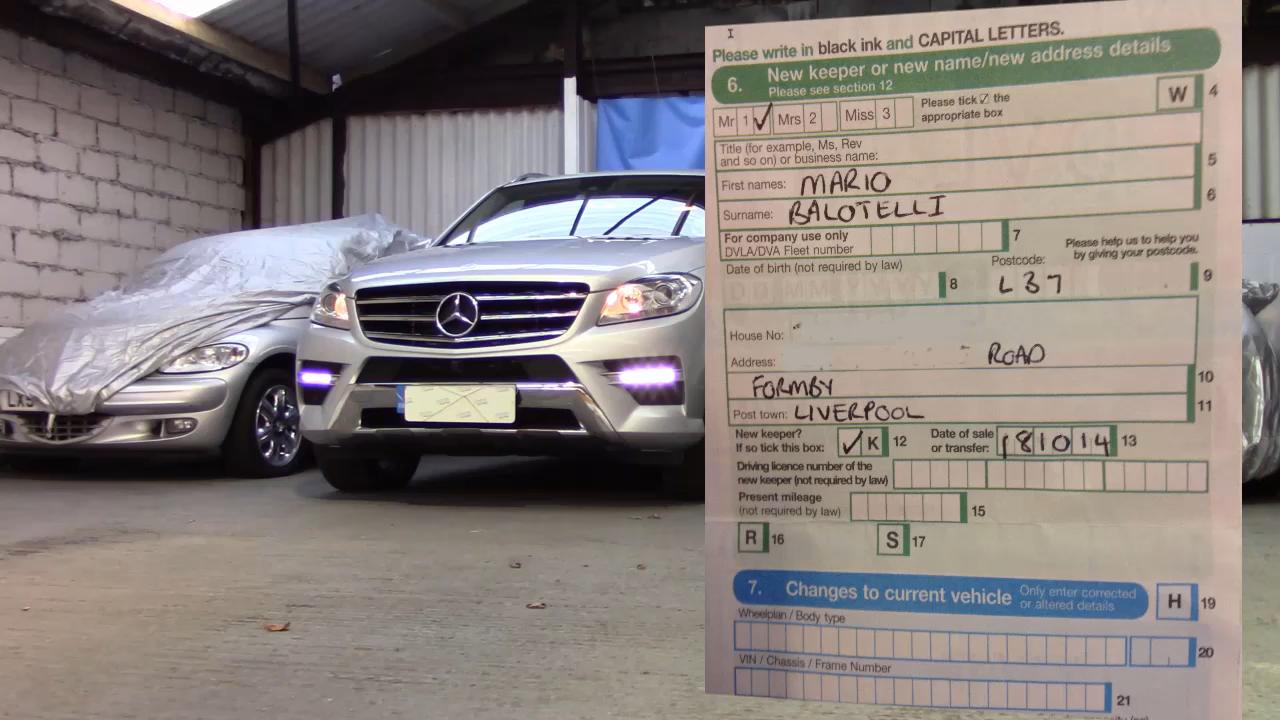 Please write in black ink and CAPITAL LETTERS.
6. New keeper or new name/new address details
Please see section 12
W 4
Mr 1 ✓ Mrs 2 Miss 3 Please tick ✓ the
appropriate box
Title (for example, Ms, Rev
and so on) or business name:
5
First names: MARIO
6
Surname: BALOTELLI
For company use only
DVLA/DVA Fleet number
7
Please help us to help you
by giving your postcode.
Date of birth (not required by law)
8
Postcode:
L37
9
House No:
Address: ROAD
FORMBY
10
Post town: LIVERPOOL
11
New keeper?
If so tick this box: ✓ K 12
Date of sale
or transfer: 181014 13
Driving licence number of the
new keeper (not required by law)
Present mileage
(not required by law)
15
R 16
S 17
7. Changes to current vehicle Only enter corrected
or altered details
H 19
Wheelplan / Body type
20
VIN / Chassis / Frame Number
21